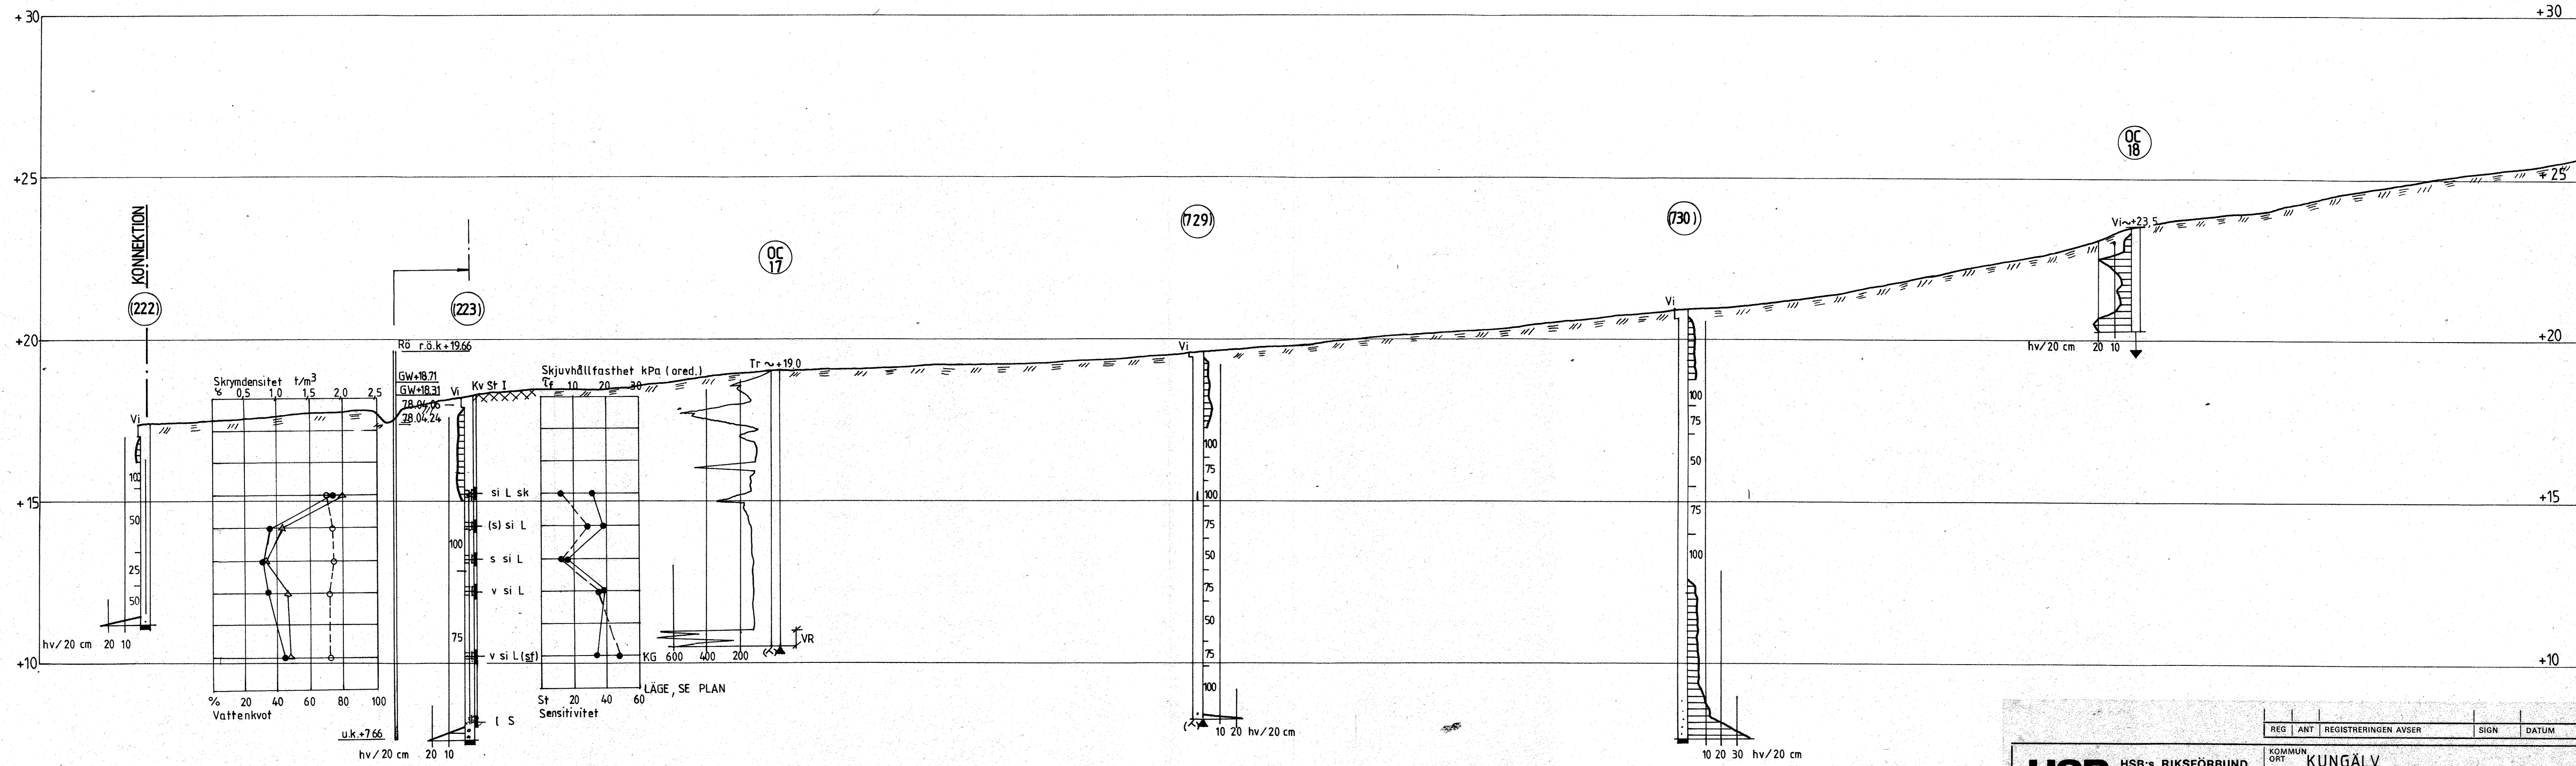 +30
+30
OC
18
+25
+25
KONNEKTION
(729)
(730)
Vi~+23,5
OC
17
(222)
(223)
Vi
+20
Rö r.ö.k+19.66
Vi
+20
hv/20 cm 20 10
Skrymdensitet t/m³
GW+18.71
GW+18.31
78.04.06
78.04.24
Vi
Kv St I
Skjuvhållfasthet kPa (ored.)
Tr ~ +19,0
0,5 1,0 1,5 2,0 2,5
τf 10 20 30
Vi
100
75
50
75
100
100
75
100
75
50
75
50
75
100
+15
+15
100
50
25
50
si L sk
(s) si L
100
s si L
v si L
75
v si L (sf)
VR
hv/20 cm 20 10
+10
KG 600 400 200
+10
% 20 40 60 80 100
Vattenkvot
St 20 40 60
Sensitivitet
LÄGE, SE PLAN
S
u.k.+7.66
hv/20 cm 20 10
10 20 hv/20 cm
10 20 30 hv/20 cm
REG ANT REGISTRERINGEN AVSER SIGN DATUM
HSB HSB:s RIKSFÖRBUND
KOMMUN
ORT KUNGÄLV